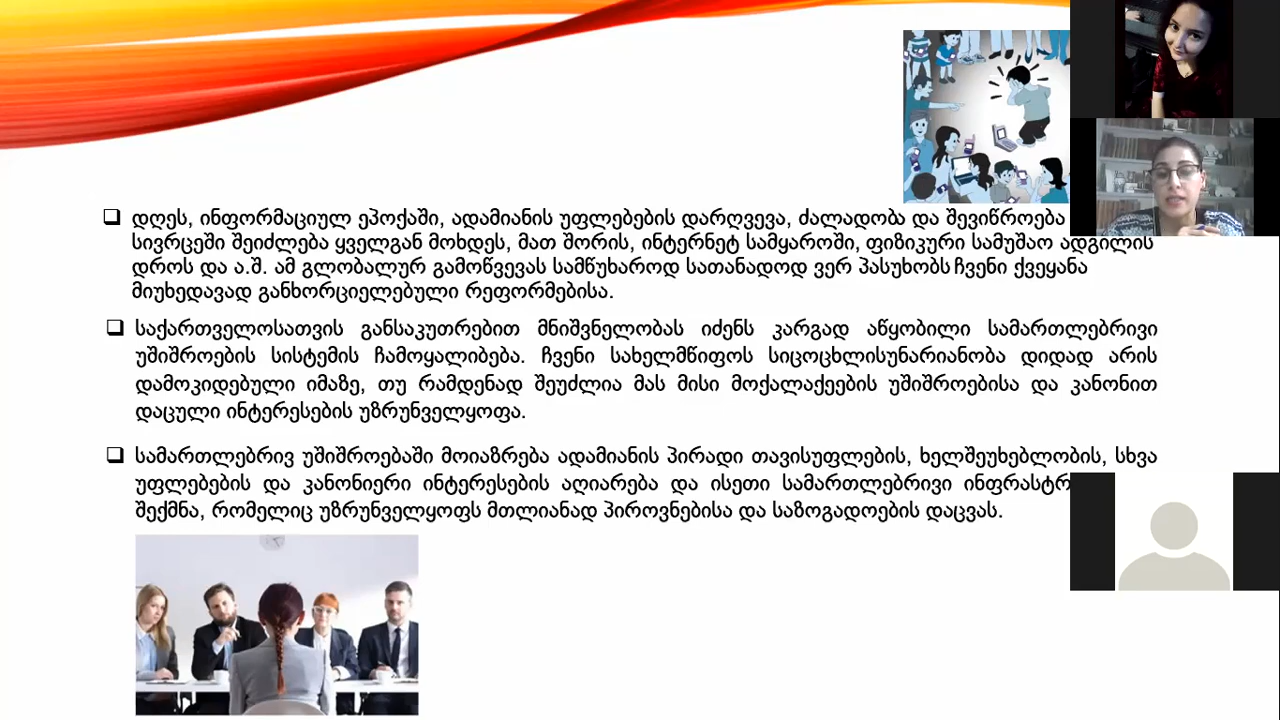 ❑ დღეს, ინფორმაციულ ეპოქაში, ადამიანის უფლებების დარღვევა, ძალადობა და შევიწროება
სივრცეში შეიძლება ყველგან მოხდეს, მათ შორის, ინტერნეტ სამყაროში, ფიზიკური სამუშაო ადგილის
დროს და ა.შ. ამ გლობალურ გამოწვევას სამწუხაროდ სათანადოდ ვერ პასუხობს ჩვენი ქვეყანა
მიუხედავად განხორციელებული რეფორმებისა.
❑ საქართველოსათვის განსაკუთრებით მნიშვნელობას იძენს კარგად აწყობილი სამართლებრივი
უშიშროების სისტემის ჩამოყალიბება. ჩვენი სახელმწიფოს სიცოცხლისუნარიანობა დიდად არის
დამოკიდებული იმაზე, თუ რამდენად შეუძლია მას მისი მოქალაქეების უშიშროებისა და კანონით
დაცული ინტერესების უზრუნველყოფა.
❑ სამართლებრივ უშიშროებაში მოიაზრება ადამიანის პირადი თავისუფლების, ხელშეუხებლობის, სხვა
უფლებების და კანონიერი ინტერესების აღიარება და ისეთი სამართლებრივი
შექმნა, რომელიც უზრუნველყოფს მთლიანად პიროვნებისა და საზოგადოების დაცვას.